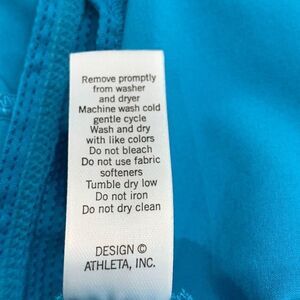 Remove promptly
from washer
and dryer
Machine wash cold
gentle cycle
Wash and dry
with like colors
Do not bleach
Do not use fabric
softeners
Tumble dry low
Do not iron
Do not dry clean
DESIGN ©
ATHLETA, INC.